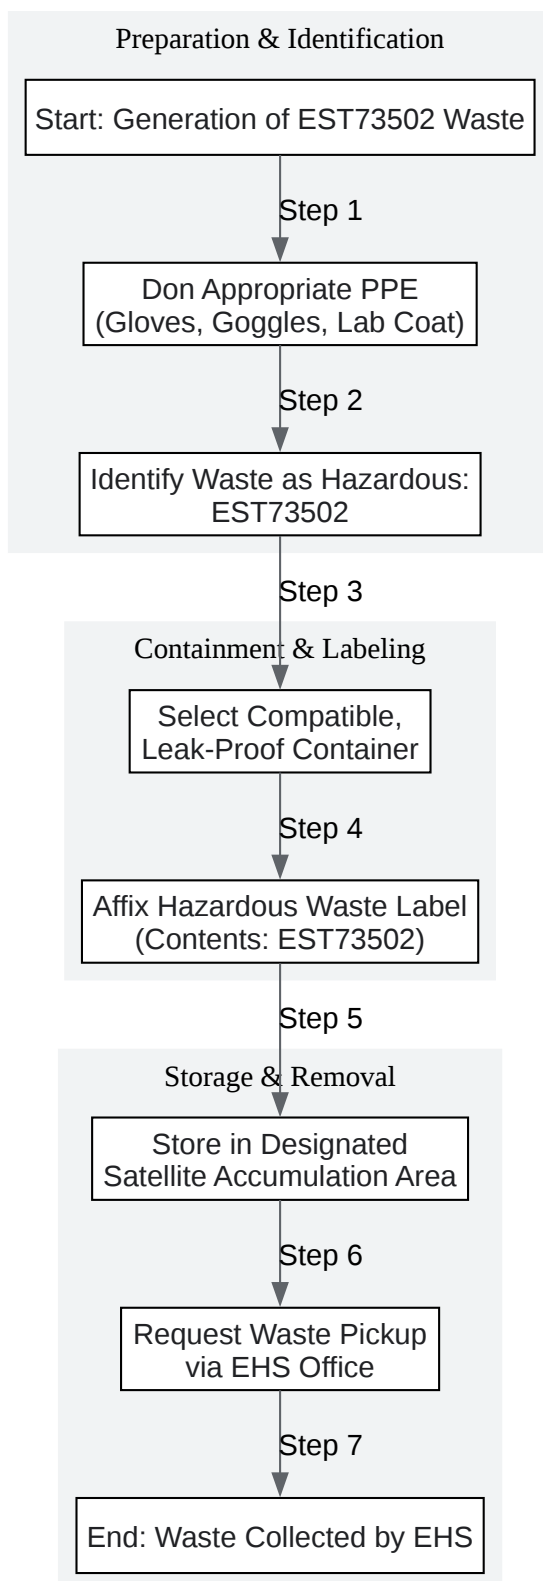 Preparation & Identification
Start: Generation of EST73502 Waste
Step 1
Don Appropriate PPE
(Gloves, Goggles, Lab Coat)
Step 2
Identify Waste as Hazardous:
EST73502
Step 3
Containment & Labeling
Select Compatible,
Leak-Proof Container
Step 4
Affix Hazardous Waste Label
(Contents: EST73502)
Step 5
Storage & Removal
Store in Designated
Satellite Accumulation Area
Step 6
Request Waste Pickup
via EHS Office
Step 7
End: Waste Collected by EHS